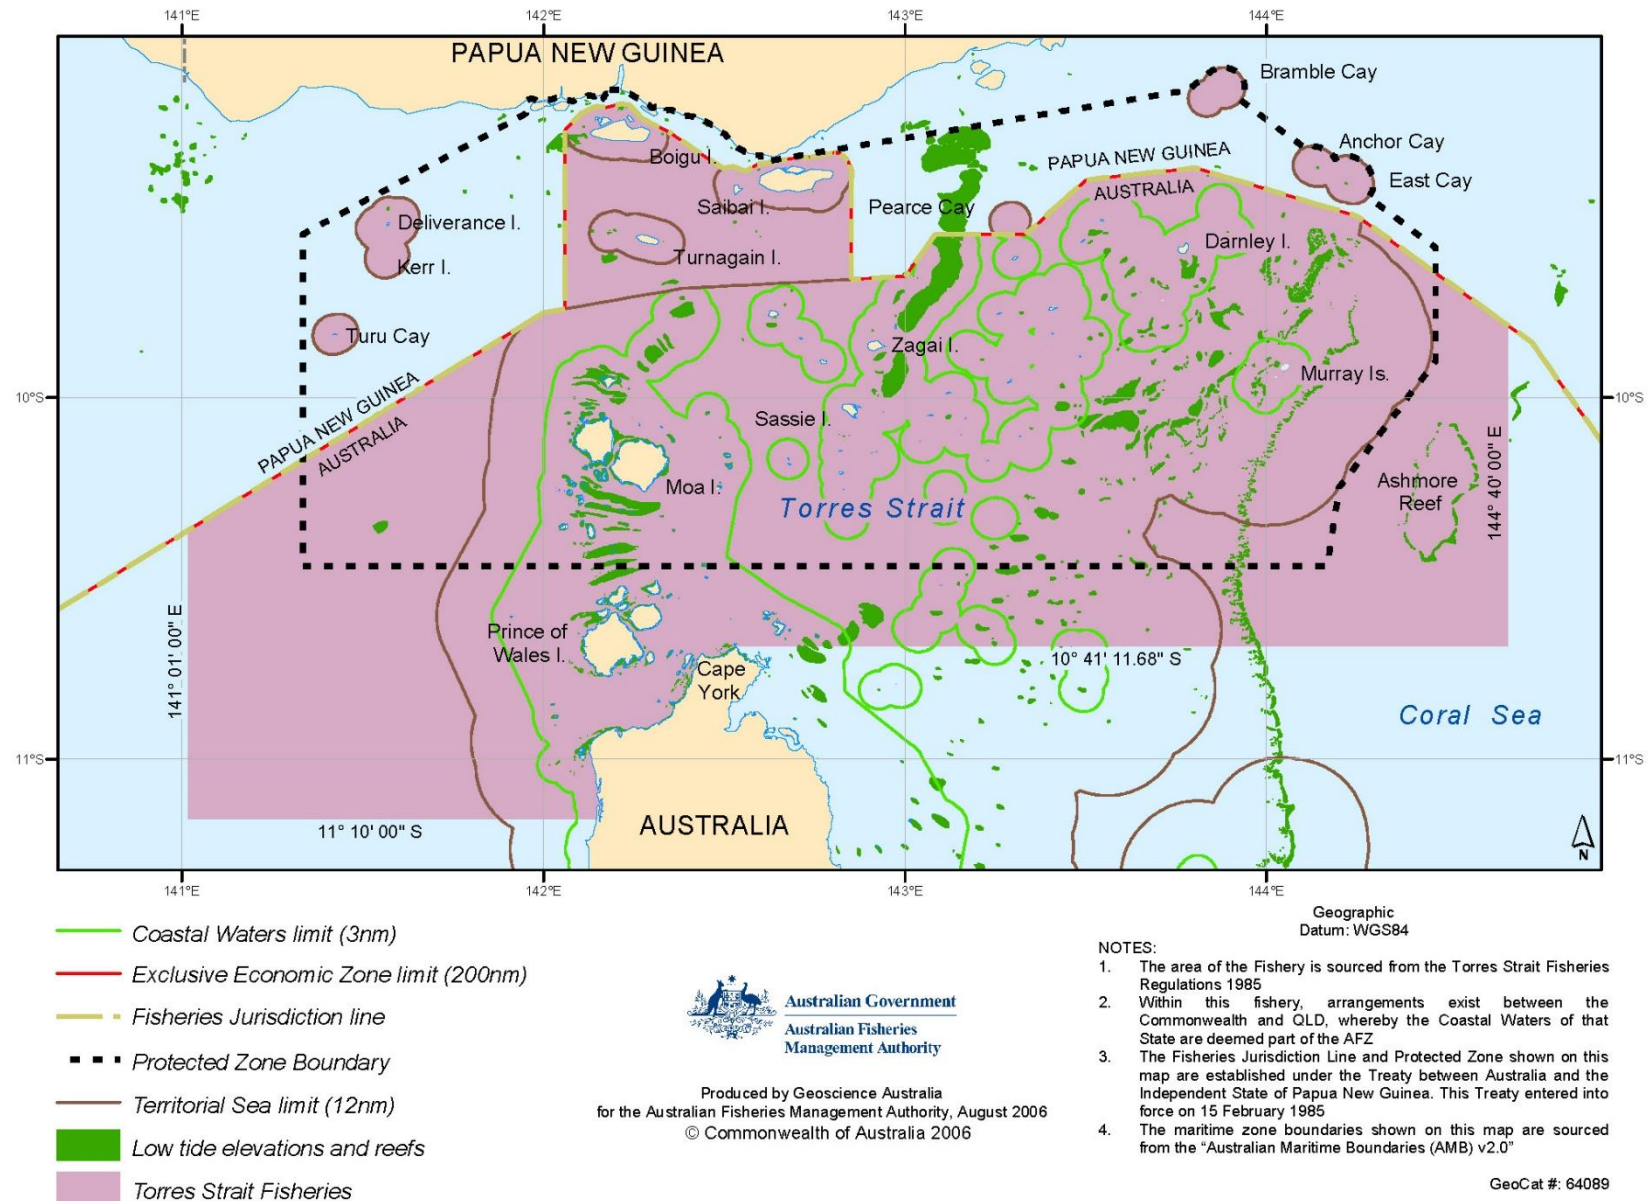 141°E 142°E 143°E 144°E
PAPUA NEW GUINEA
Bramble Cay
Anchor Cay
East Cay
Boigu I.
PAPUA NEW GUINEA
AUSTRALIA
Saibai I.
Pearce Cay
Deliverance I.
Darnley I.
Turnagain I.
Kerr I.
Turu Cay
Zagai I.
Murray Is.
10°S
10°S
PAPUA NEW GUINEA
AUSTRALIA
Sassie I.
Moa I.
Ashmore
Reef
144° 40' 00" E
Torres Strait
141° 01' 00" E
Prince of
Wales I.
Cape
York
10° 41' 11.68" S
Coral Sea
11°S
11°S
11° 10' 00" S
AUSTRALIA
N
141°E 142°E 143°E 144°E
Coastal Waters limit (3nm)
Exclusive Economic Zone limit (200nm)
Fisheries Jurisdiction line
Protected Zone Boundary
Territorial Sea limit (12nm)
Low tide elevations and reefs
Torres Strait Fisheries
Australian Government
Australian Fisheries
Management Authority
Produced by Geoscience Australia
for the Australian Fisheries Management Authority, August 2006
© Commonwealth of Australia 2006
Geographic
Datum: WGS84
NOTES:
1. The area of the Fishery is sourced from the Torres Strait Fisheries
Regulations 1985
2. Within this fishery, arrangements exist between the
Commonwealth and QLD, whereby the Coastal Waters of that
State are deemed part of the AFZ
3. The Fisheries Jurisdiction Line and Protected Zone shown on this
map are established under the Treaty between Australia and the
Independent State of Papua New Guinea. This Treaty entered into
force on 15 February 1985
4. The maritime zone boundaries shown on this map are sourced
from the "Australian Maritime Boundaries (AMB) v2.0"
GeoCat #: 64089